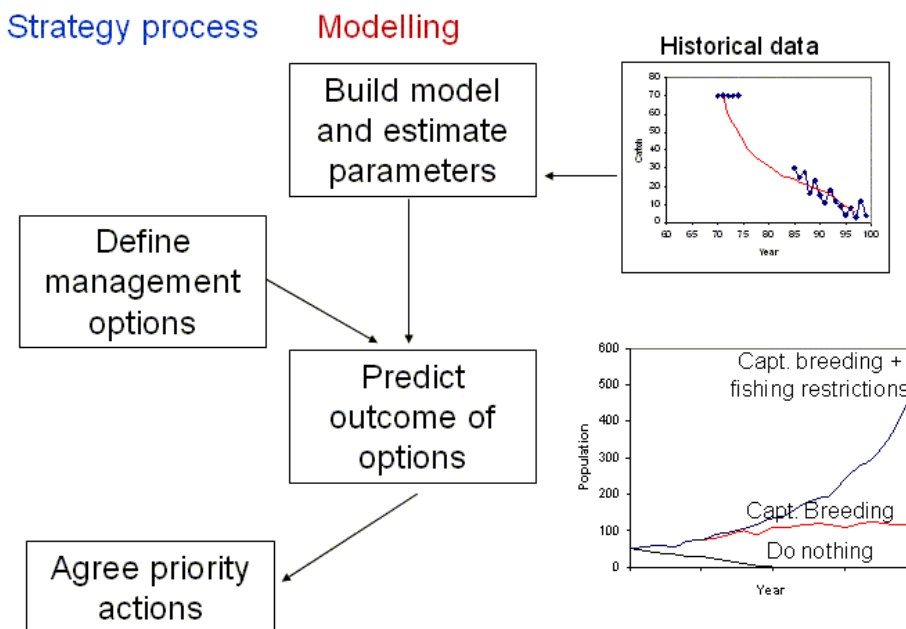 Strategy process
Modelling
Build model
and estimate
parameters
Historical data
80
70
60
50
40
30
20
10
0
Catch
60 65 70 75 80 85 90 95 100
Year
Define
management
options
Predict
outcome of
options
600
500
400
300
200
100
0
Population
Capt. breeding +
fishing restrictions
Capt. Breeding
Do nothing
Year
Agree priority
actions